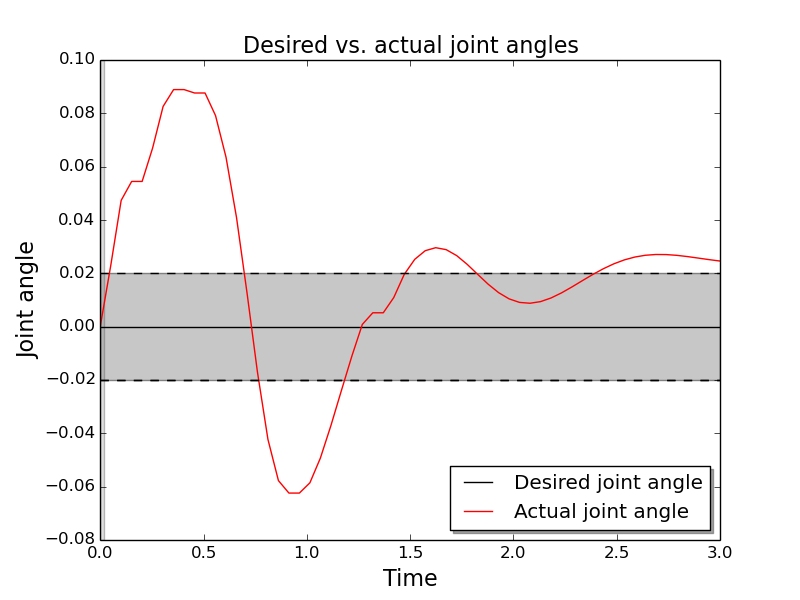 Desired vs. actual joint angles
0.10
0.08
0.06
0.04
0.02
0.00
−0.02
−0.04
−0.06
−0.08
Joint angle
Desired joint angle
Actual joint angle
0.0 0.5 1.0 1.5 2.0 2.5 3.0
Time